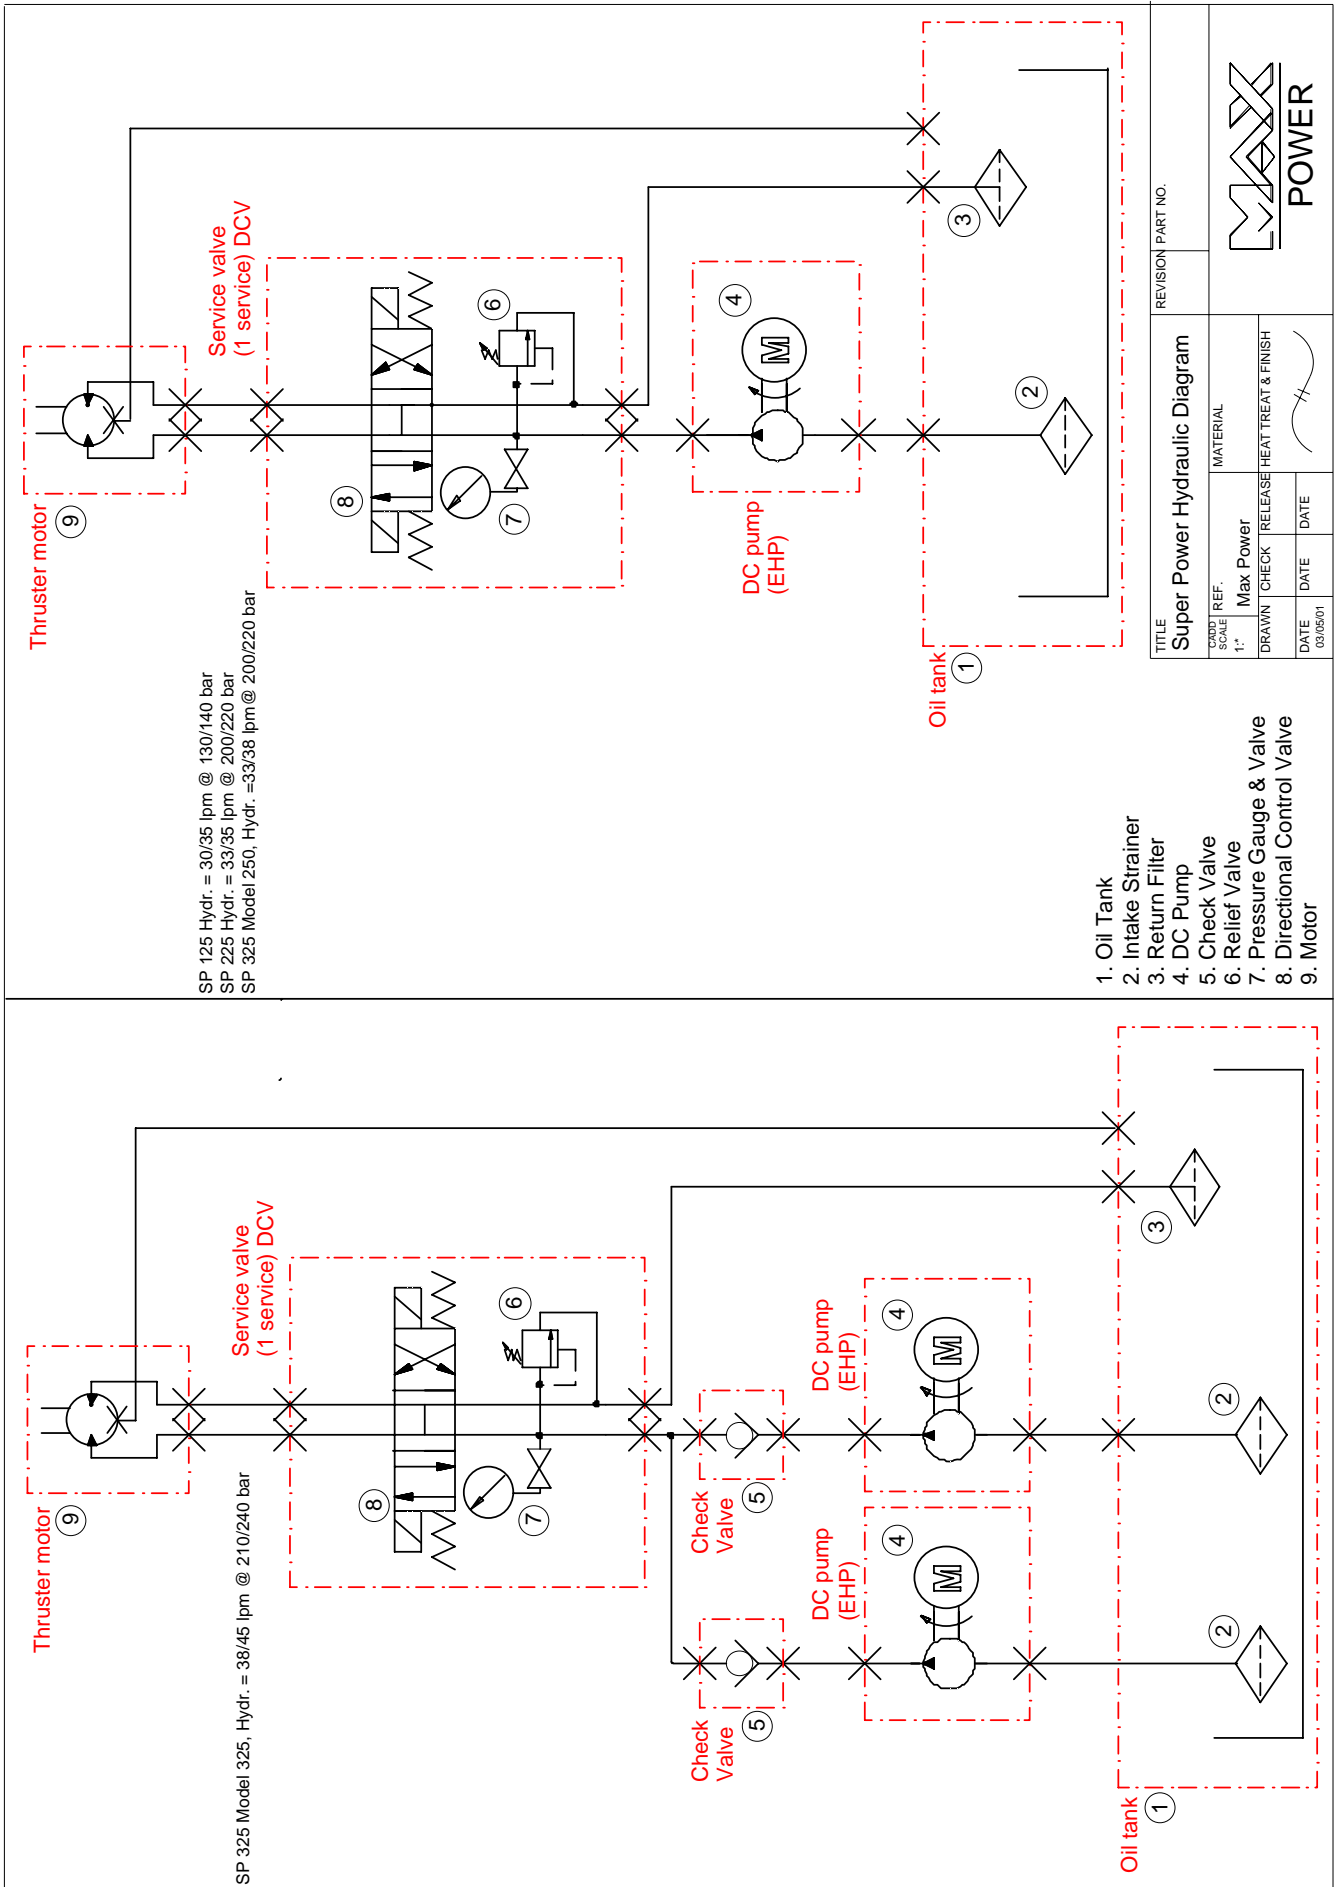 Thruster motor
9
SP 325 Model 325, Hydr. = 38/45 lpm @ 210/240 bar
Service valve
(1 service) DCV
8
6
7
Check
Valve
5
Check
Valve
5
DC pump
(EHP)
4
DC pump
(EHP)
4
M
M
3
2
2
Oil tank
1
Thruster motor
9
SP 125 Hydr. = 30/35 lpm @ 130/140 bar
SP 225 Hydr. = 33/35 lpm @ 200/220 bar
SP 325 Model 250, Hydr. =33/38 lpm@ 200/220 bar
Service valve
(1 service) DCV
8
6
7
DC pump
(EHP)
4
M
3
2
Oil tank
1
1. Oil Tank
2. Intake Strainer
3. Return Filter
4. DC Pump
5. Check Valve
6. Relief Valve
7. Pressure Gauge & Valve
8. Directional Control Valve
9. Motor
TITLE
Super Power Hydraulic Diagram
REVISION
PART NO.
CADD
SCALE
1:*
REF.
Max Power
MATERIAL
DRAWN
CHECK
RELEASE
HEAT TREAT & FINISH
DATE
03/05/01
DATE
DATE
MAX
POWER